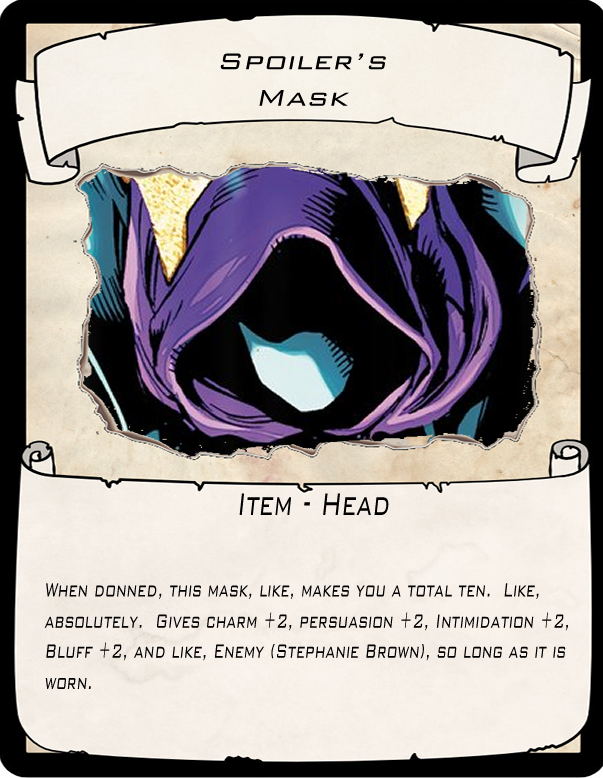 Spoiler's
Mask
Item - Head
When donned, this mask, like, makes you a total ten. Like,
absolutely. Gives charm +2, persuasion +2, Intimidation +2,
Bluff +2, and like, Enemy (Stephanie Brown), so long as it is
worn.